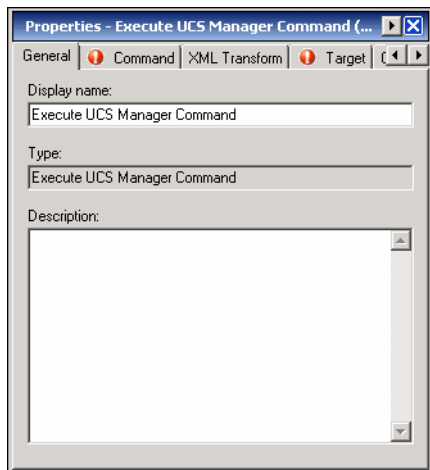 Properties - Execute UCS Manager Command (...
General Command XML Transform Target
Display name:
Execute UCS Manager Command
Type:
Execute UCS Manager Command
Description: